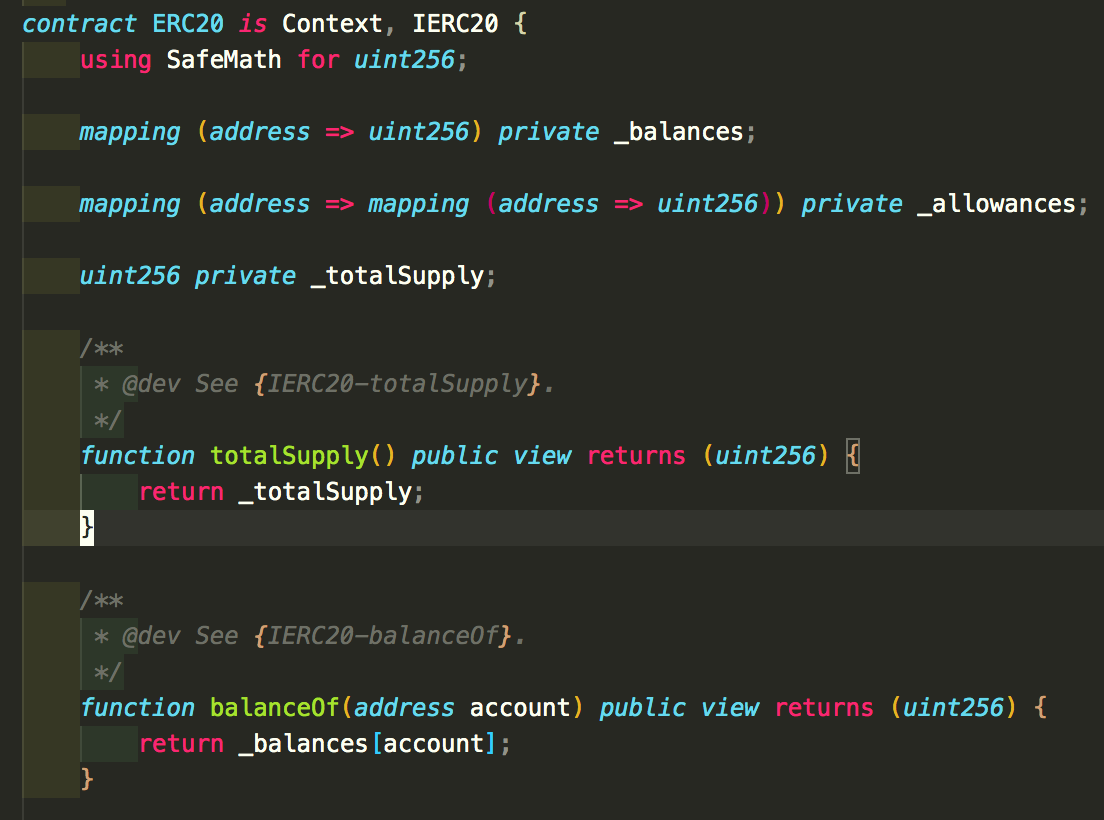 contract ERC20 is Context, IERC20 {
using SafeMath for uint256;
mapping (address => uint256) private _balances;
mapping (address => mapping (address => uint256)) private _allowances;
uint256 private _totalSupply;
/**
* @dev See {IERC20-totalSupply}.
*/
function totalSupply() public view returns (uint256) {
return _totalSupply;
}
/**
* @dev See {IERC20-balanceOf}.
*/
function balanceOf(address account) public view returns (uint256) {
return _balances[account];
}